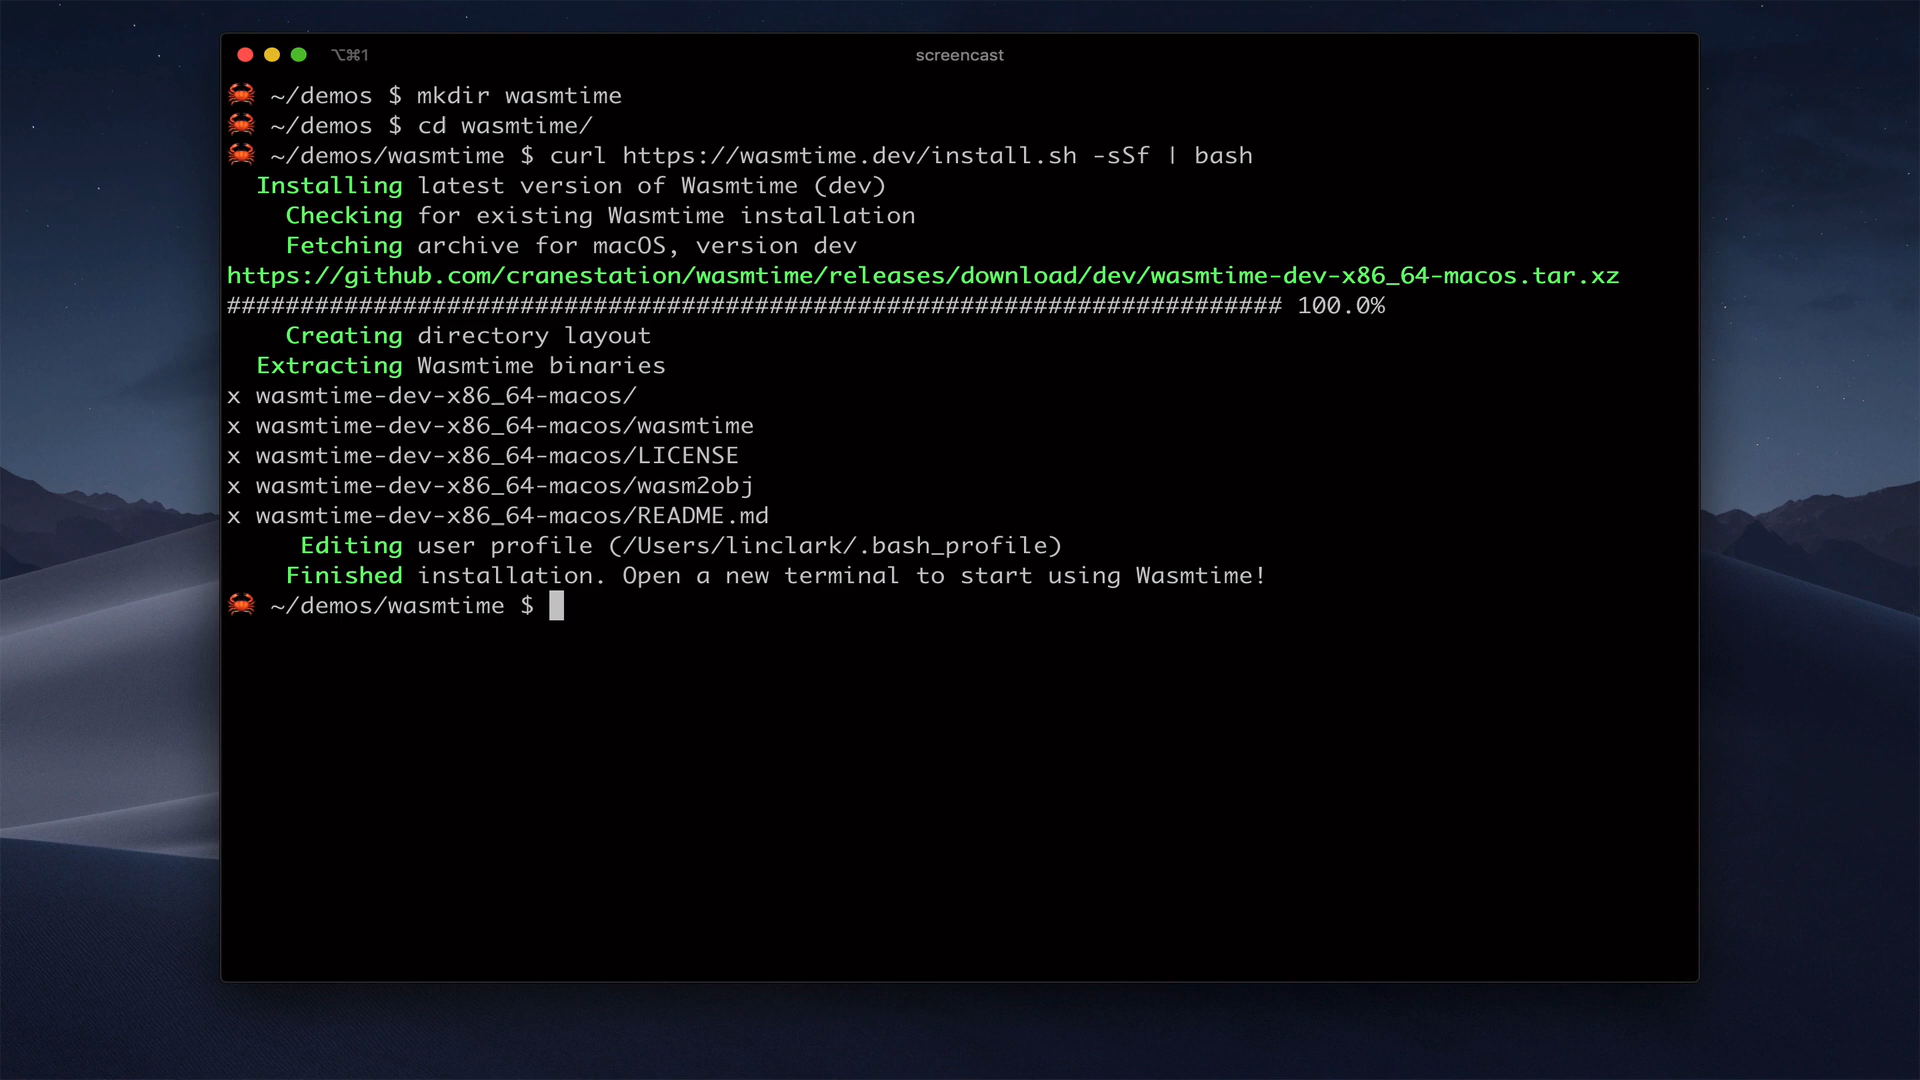 ⌥⌘1
screencast
🦀 ~/demos $ mkdir wasmtime
🦀 ~/demos $ cd wasmtime/
🦀 ~/demos/wasmtime $ curl https://wasmtime.dev/install.sh -sSf | bash
Installing latest version of Wasmtime (dev)
Checking for existing Wasmtime installation
Fetching archive for macOS, version dev
https://github.com/cranestation/wasmtime/releases/download/dev/wasmtime-dev-x86_64-macos.tar.xz
######################################################################## 100.0%
Creating directory layout
Extracting Wasmtime binaries
x wasmtime-dev-x86_64-macos/
x wasmtime-dev-x86_64-macos/wasmtime
x wasmtime-dev-x86_64-macos/LICENSE
x wasmtime-dev-x86_64-macos/wasm2obj
x wasmtime-dev-x86_64-macos/README.md
Editing user profile (/Users/linclark/.bash_profile)
Finished installation. Open a new terminal to start using Wasmtime!
🦀 ~/demos/wasmtime $